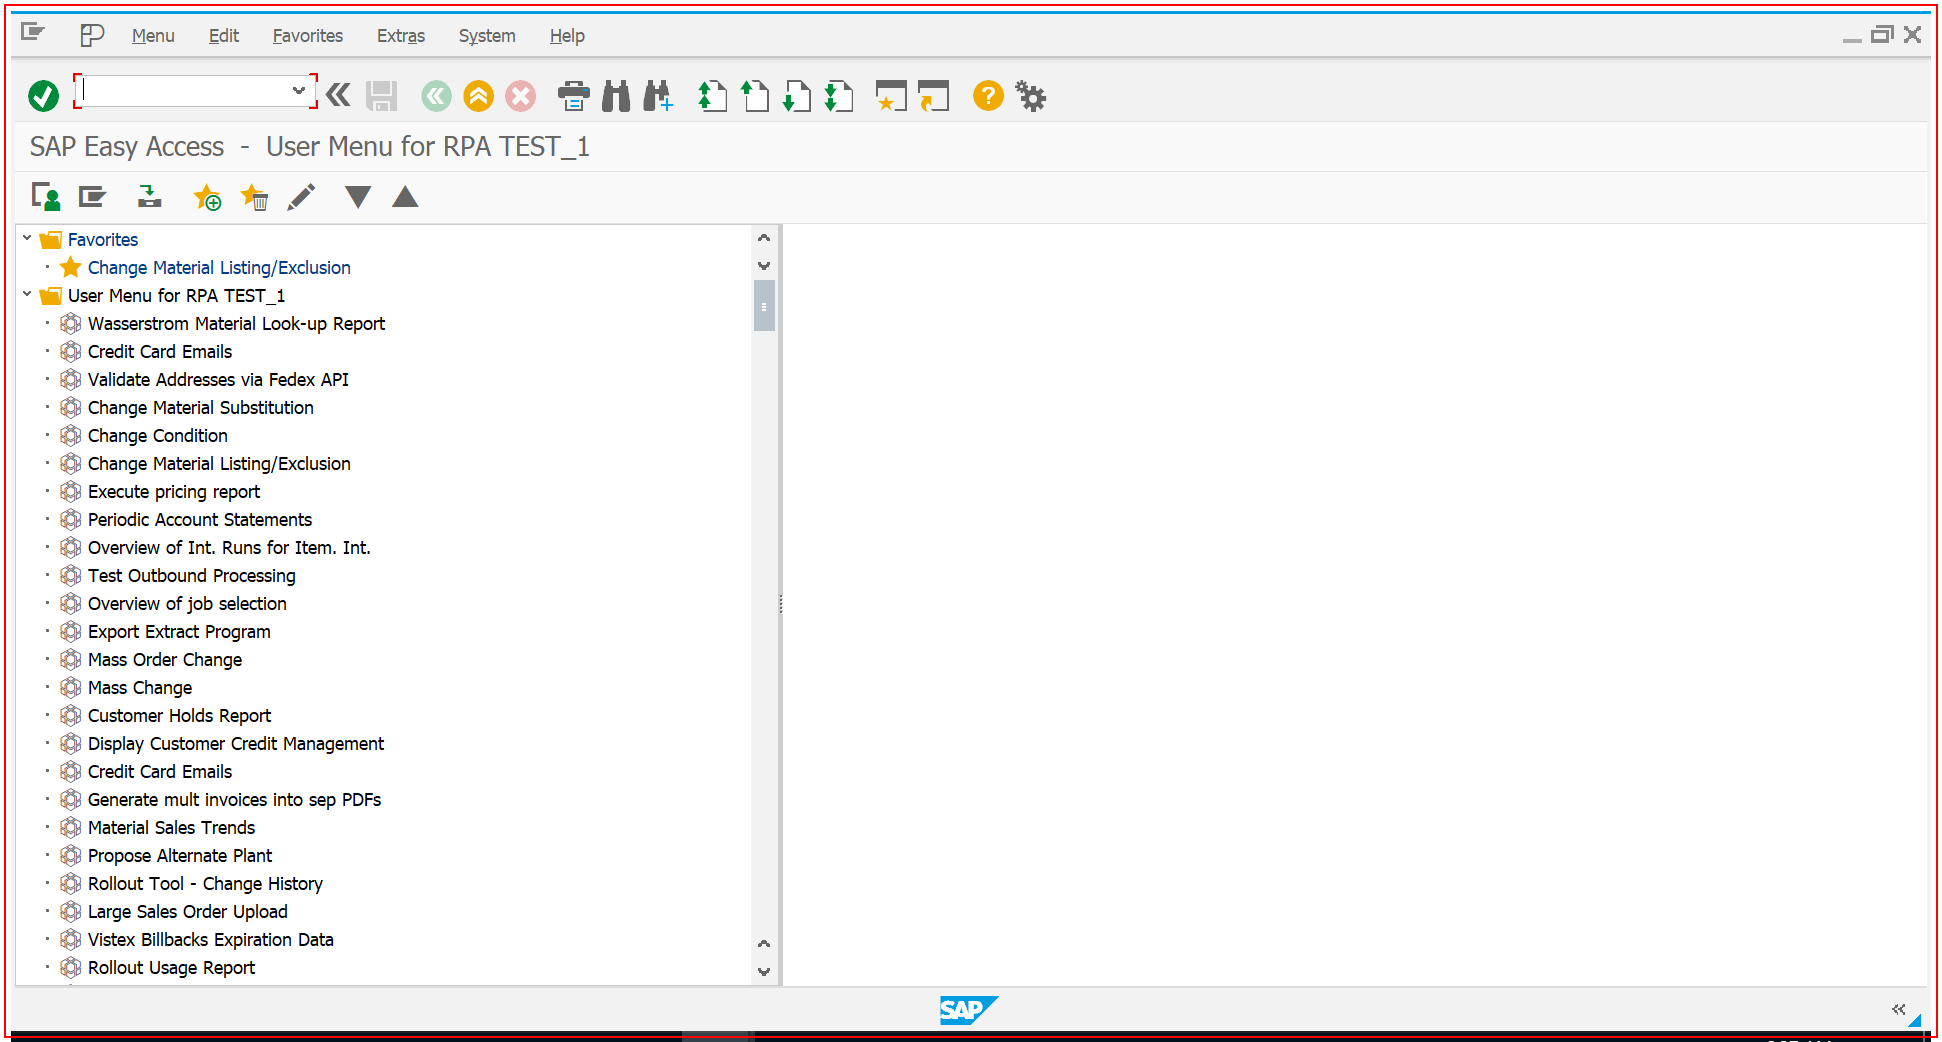 Menu Edit Favorites Extras System Help
SAP Easy Access - User Menu for RPA TEST_1
Favorites
Change Material Listing/Exclusion
User Menu for RPA TEST_1
Wasserstrom Material Look-up Report
Credit Card Emails
Validate Addresses via Fedex API
Change Material Substitution
Change Condition
Change Material Listing/Exclusion
Execute pricing report
Periodic Account Statements
Overview of Int. Runs for Item. Int.
Test Outbound Processing
Overview of job selection
Export Extract Program
Mass Order Change
Mass Change
Customer Holds Report
Display Customer Credit Management
Credit Card Emails
Generate mult invoices into sep PDFs
Material Sales Trends
Propose Alternate Plant
Rollout Tool - Change History
Large Sales Order Upload
Vistex Billbacks Expiration Data
Rollout Usage Report
SAP